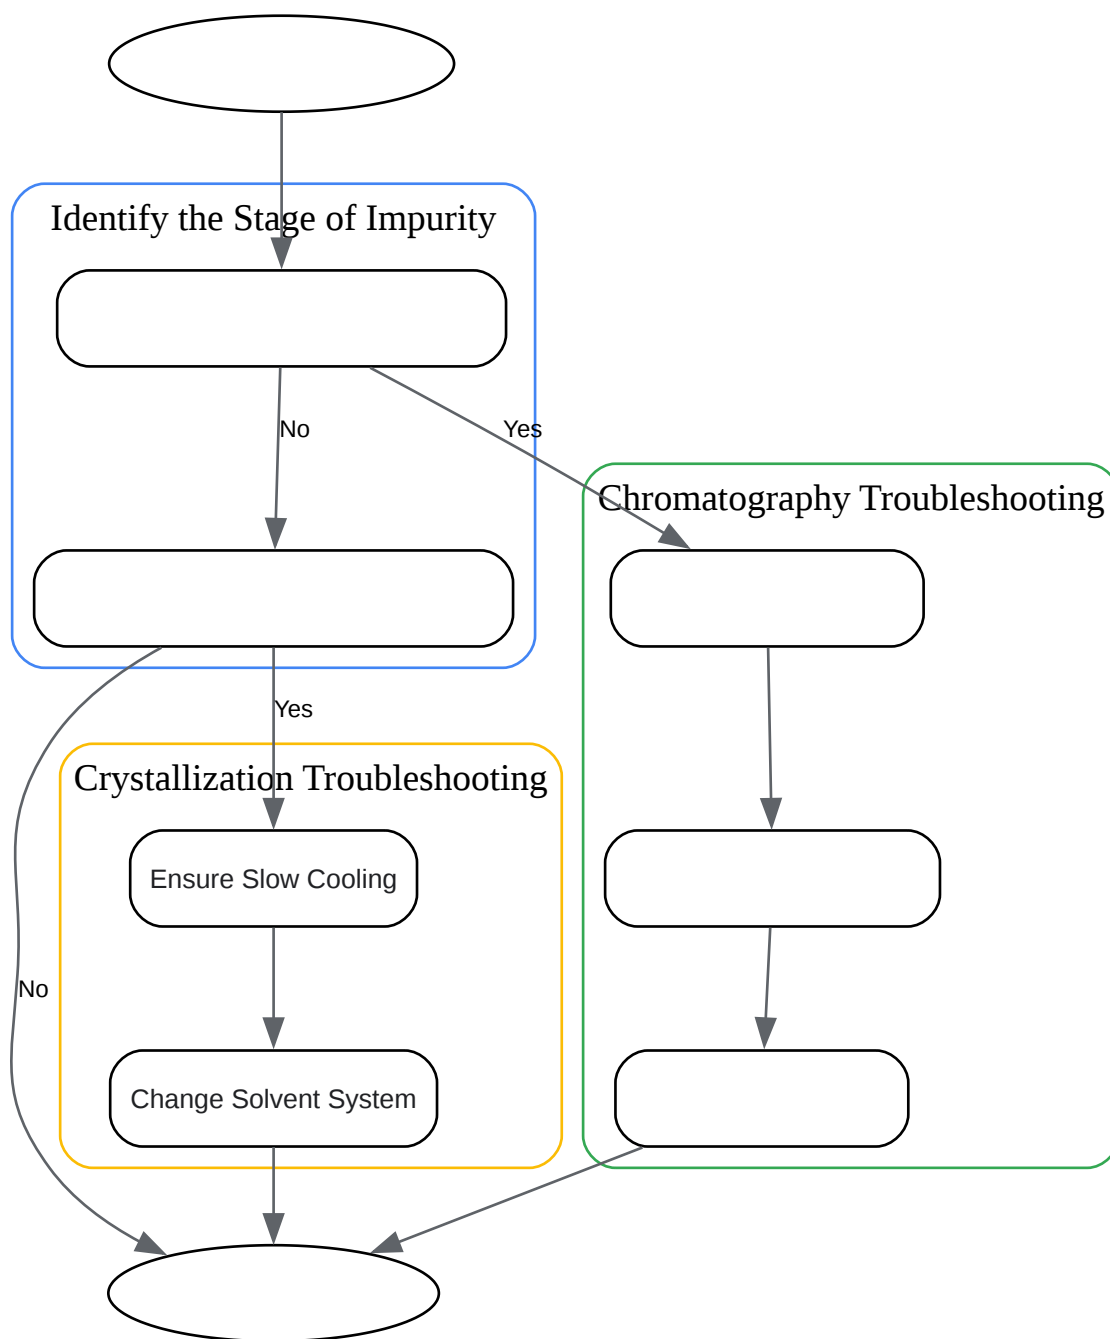 Identify the Stage of Impurity
No
Yes
Chromatography Troubleshooting
Yes
Crystallization Troubleshooting
Ensure Slow Cooling
No
Change Solvent System